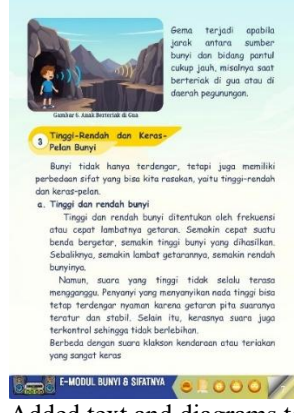 Gema terjadi apabila
jarak antara sumber
bunyi dan bidang pantul
cukup jauh, misalnya saat
berteriak di gua atau di
daerah pegunungan.
Gambar 6. Anak Berteriak di Gua
3
Tinggi-Rendah dan Keras-
Pelan Bunyi
Bunyi tidak hanya terdengar, tetapi juga memiliki
perbedaan sifat yang bisa kita rasakan, yaitu tinggi-rendah
dan keras-pelan.
a. Tinggi dan rendah bunyi
Tinggi dan rendah bunyi ditentukan oleh frekuensi
atau cepat lambatnya getaran. Semakin cepat suatu
benda bergetar, semakin tinggi bunyi yang dihasilkan.
Sebaliknya, semakin lambat getarannya, semakin rendah
bunyinya.
Namun, suara yang tinggi tidak selalu terasa
mengganggu. Penyanyi yang menyanyikan nada tinggi bisa
tetap terdengar nyaman karena getaran pita suaranya
teratur dan stabil. Selain itu, kerasnya suara juga
terkontrol sehingga tidak berlebihan.
Berbeda dengan suara klakson kendaraan atau teriakan
yang sangat keras
E-MODUL BUNYI & SIFATNYA
7